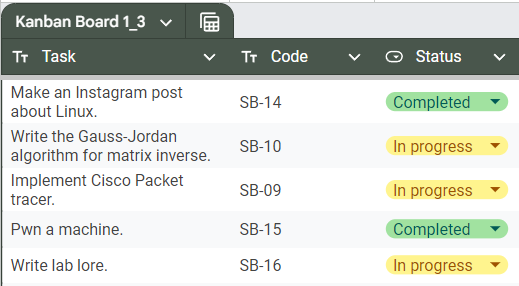 Kanban Board 1_3
Tт Task Tт Code Status
Make an Instagram post
about Linux. SB-14 Completed
Write the Gauss-Jordan
algorithm for matrix inverse. SB-10 In progress
Implement Cisco Packet
tracer. SB-09 In progress
Pwn a machine. SB-15 Completed
Write lab lore. SB-16 In progress